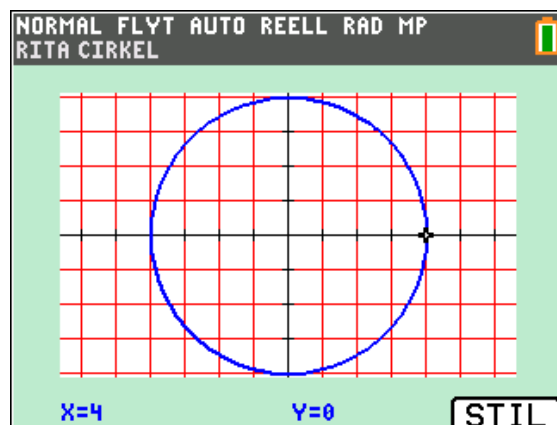 NORMAL FLYT AUTO REELL RAD MP
RITA CIRKEL
X=4 Y=0 STIL